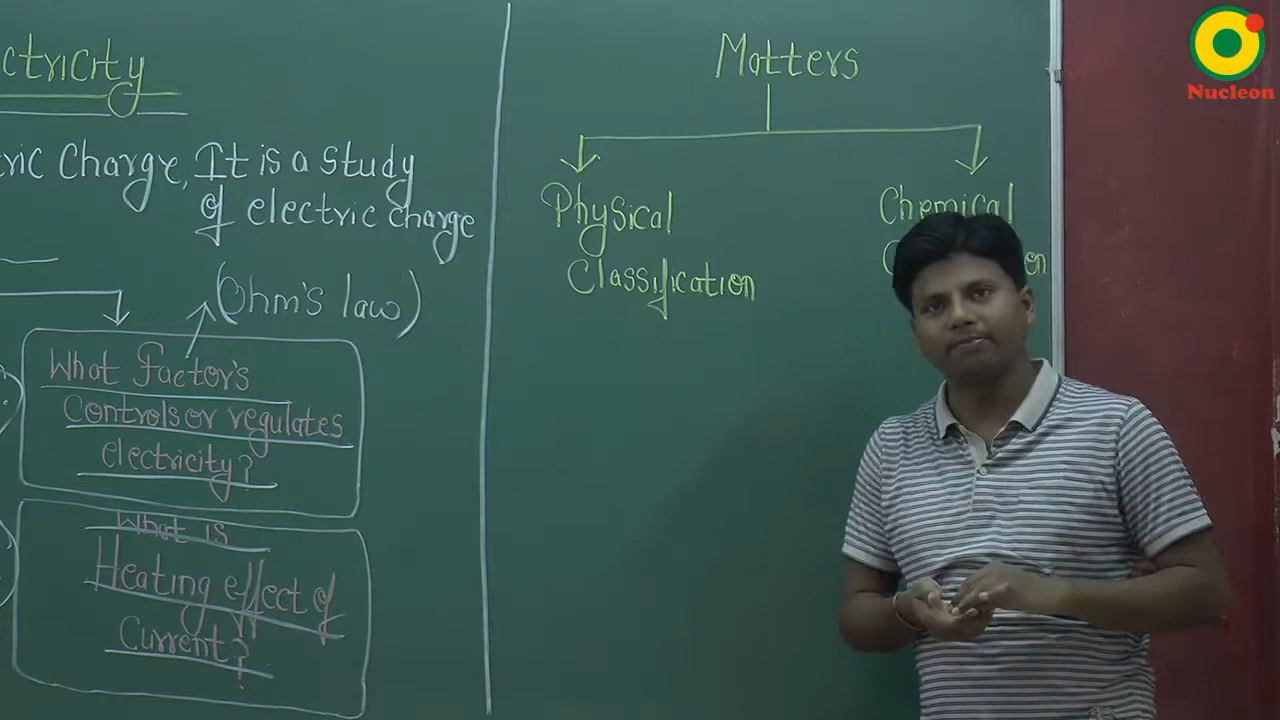 ctricity
ric Charge, It is a study
of electric charge
(Ohm's law)
What Factor's
Controls or regulates
electricity?
What is
Heating effect of
Current?
Matters
Physical
Classification
Chemical
Nucleon